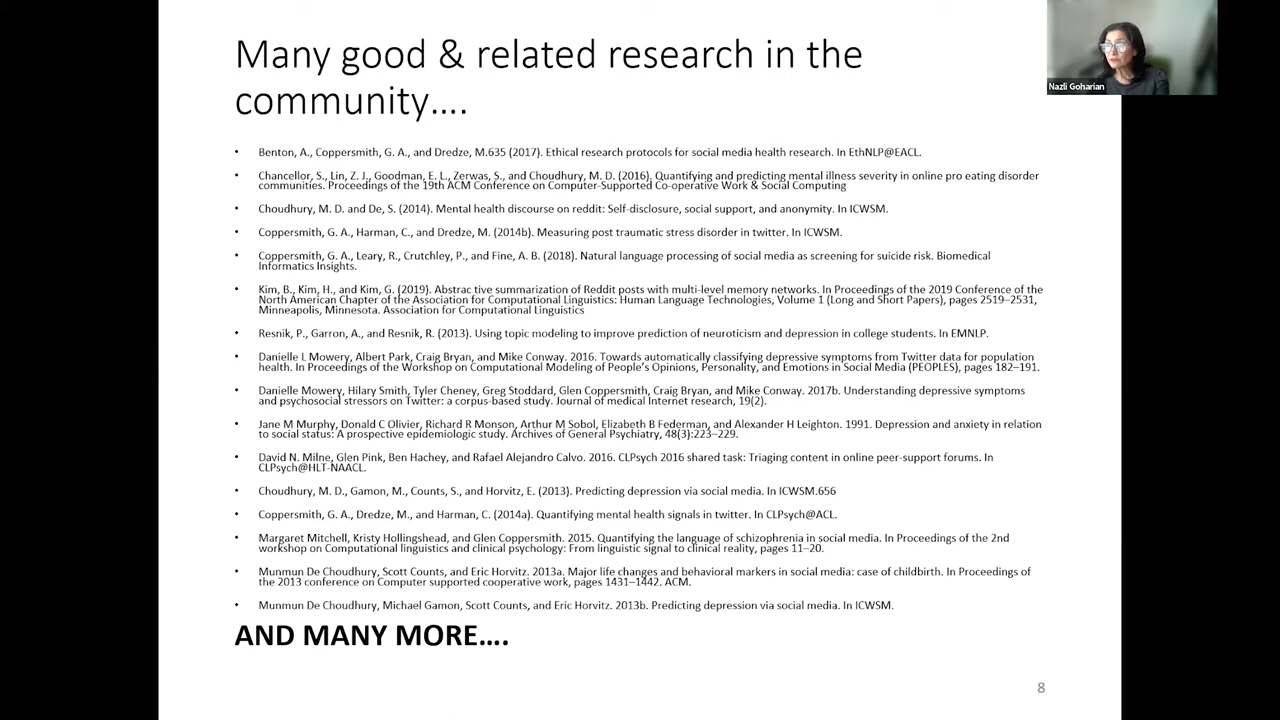 Many good & related research in the
community....
Nazli Goharian
• Benton, A., Coppersmith, G. A., and Dredze, M.635 (2017). Ethical research protocols for social media health research. In EthNLP@EACL.
• Chancellor, S., Lin, Z. J., Goodman, E. L., Zerwas, S., and Choudhury, M. D. (2016). Quantifying and predicting mental illness severity in online pro eating disorder
communities. Proceedings of the 19th ACM Conference on Computer-Supported Co-operative Work & Social Computing
• Choudhury, M. D. and De, S. (2014). Mental health discourse on reddit: Self-disclosure, social support, and anonymity. In ICWSM.
• Coppersmith, G. A., Harman, C., and Dredze, M. (2014b). Measuring post traumatic stress disorder in twitter. In ICWSM.
• Coppersmith, G. A., Leary, R., Crutchley, P., and Fine, A. B. (2018). Natural language processing of social media as screening for suicide risk. Biomedical
Informatics Insights.
• Kim, B., Kim, H., and Kim, G. (2019). Abstrac tive summarization of Reddit posts with multi-level memory networks. In Proceedings of the 2019 Conference of the
North American Chapter of the Association for Computational Linguistics: Human Language Technologies, Volume 1 (Long and Short Papers), pages 2519–2531,
Minneapolis, Minnesota. Association for Computational Linguistics
• Resnik, P., Garron, A., and Resnik, R. (2013). Using topic modeling to improve prediction of neuroticism and depression in college students. In EMNLP.
• Danielle L Mowery, Albert Park, Craig Bryan, and Mike Conway. 2016. Towards automatically classifying depressive symptoms from Twitter data for population
health. In Proceedings of the Workshop on Computational Modeling of People's Opinions, Personality, and Emotions in Social Media (PEOPLES), pages 182–191.
• Danielle Mowery, Hilary Smith, Tyler Cheney, Greg Stoddard, Glen Coppersmith, Craig Bryan, and Mike Conway. 2017b. Understanding depressive symptoms
and psychosocial stressors on Twitter: a corpus-based study. Journal of medical Internet research, 19(2).
• Jane M Murphy, Donald C Olivier, Richard R Monson, Arthur M Sobol, Elizabeth B Federman, and Alexander H Leighton. 1991. Depression and anxiety in relation
to social status: A prospective epidemiologic study. Archives of General Psychiatry, 48(3):223–229.
• David N. Milne, Glen Pink, Ben Hachey, and Rafael Alejandro Calvo. 2016. CLPsych 2016 shared task: Triaging content in online peer-support forums. In
CLPsych@HLT-NAACL.
• Choudhury, M. D., Gamon, M., Counts, S., and Horvitz, E. (2013). Predicting depression via social media. In ICWSM.656
• Coppersmith, G. A., Dredze, M., and Harman, C. (2014a). Quantifying mental health signals in twitter. In CLPsych@ACL.
• Margaret Mitchell, Kristy Hollingshead, and Glen Coppersmith. 2015. Quantifying the language of schizophrenia in social media. In Proceedings of the 2nd
workshop on Computational linguistics and clinical psychology: From linguistic signal to clinical reality, pages 11–20.
• Munmun De Choudhury, Scott Counts, and Eric Horvitz. 2013a. Major life changes and behavioral markers in social media: case of childbirth. In Proceedings of
the 2013 conference on Computer supported cooperative work, pages 1431–1442. ACM.
• Munmun De Choudhury, Michael Gamon, Scott Counts, and Eric Horvitz. 2013b. Predicting depression via social media. In ICWSM.
AND MANY MORE....
8